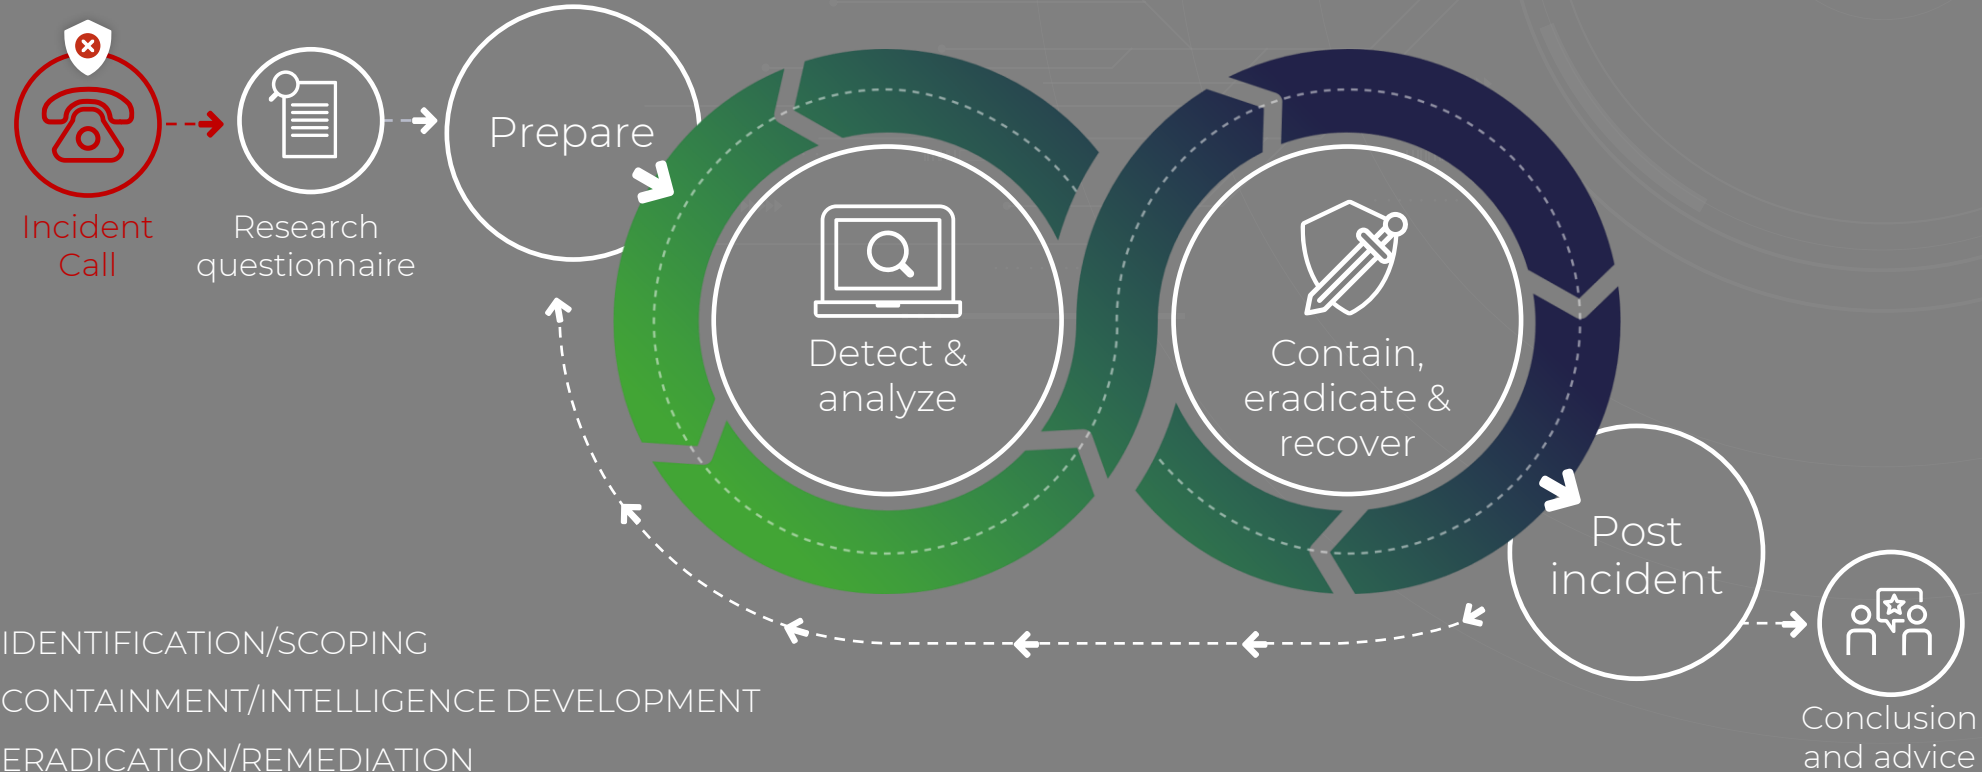 Incident
Call
Research
questionnaire
Prepare
Detect &
analyze
Contain,
eradicate &
recover
Post
incident
Conclusion
and advice
IDENTIFICATION/SCOPING
CONTAINMENT/INTELLIGENCE DEVELOPMENT
ERADICATION/REMEDIATION